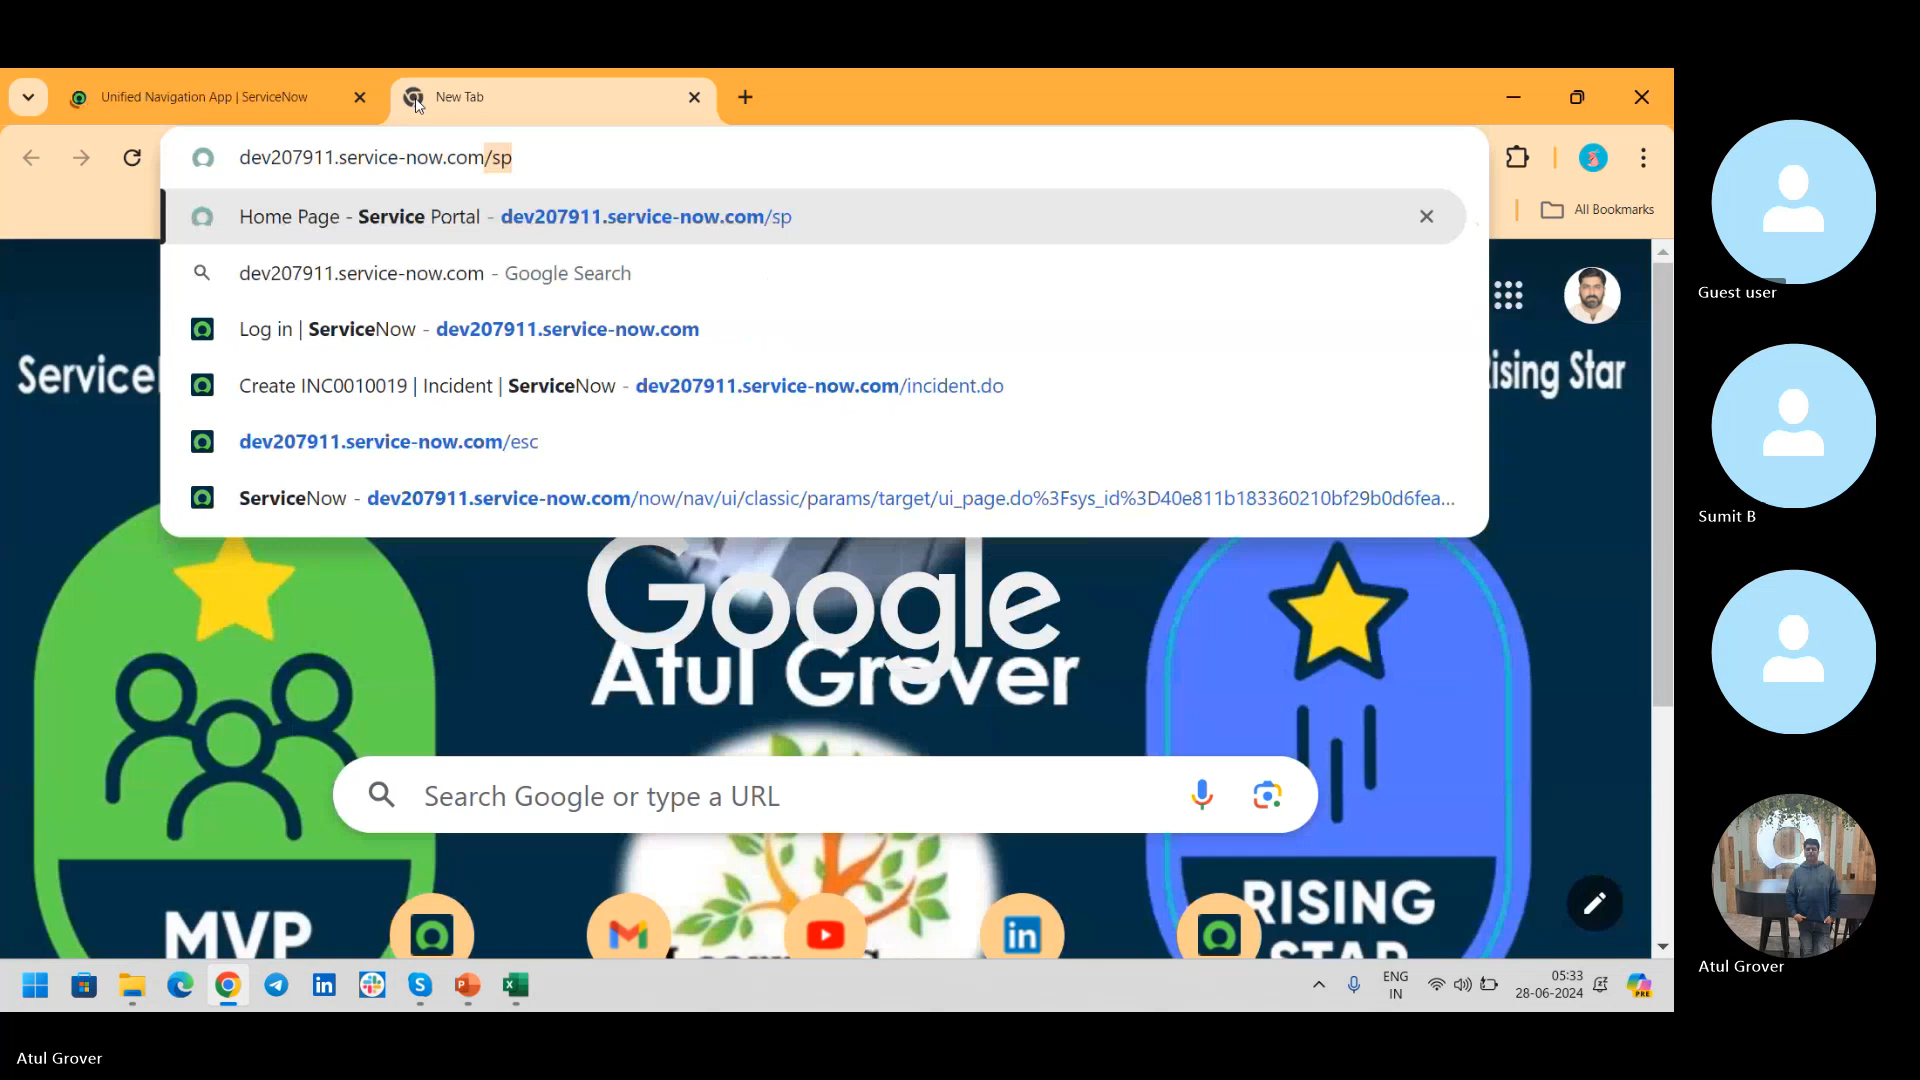 Unified Navigation App | ServiceNow
New Tab
dev207911.service-now.com/sp
All Bookmarks
Home Page - Service Portal - dev207911.service-now.com/sp
dev207911.service-now.com - Google Search
Log in | ServiceNow - dev207911.service-now.com
Create INC0010019 | Incident | ServiceNow - dev207911.service-now.com/incident.do
dev207911.service-now.com/esc
ServiceNow - dev207911.service-now.com/now/nav/ui/classic/params/target/ui_page.do%3Fsys_id%3D40e811b183360210bf29b0d6fea...
Service
ising Star
Google
Atul Grover
Search Google or type a URL
MVP
RISING
STAR
in
ENG
IN
05:33
28-06-2024
PRE
Guest user
Sumit B
Atul Grover
Atul Grover